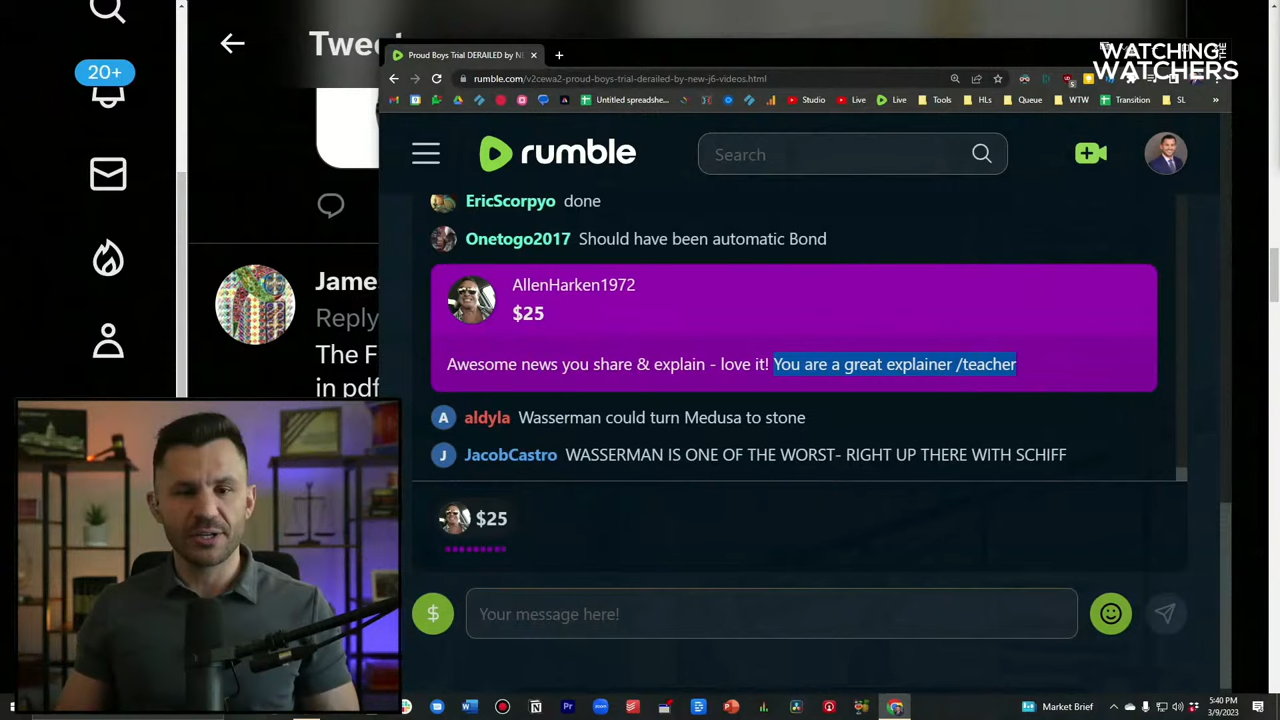 20+
Tweet
WATCHING THE
WATCHERS
Proud Boys Trial DERAILED by NE
rumble.com/v2ewa2-proud-boys-trial-derailed-by-new-j6-videos.html
Untitled spreadshe... Studio Live Live Tools HLs Queue WTW Transition SL »
rumble
Search
EricScorpyo done
Onetogo2017 Should have been automatic Bond
AllenHarken1972
$25
Awesome news you share & explain - love it! You are a great explainer /teacher
aldyla Wasserman could turn Medusa to stone
A
JacobCastro WASSERMAN IS ONE OF THE WORST- RIGHT UP THERE WITH SCHIFF
J
$25
$
Your message here!
Jame
Reply
The F
in pdf
Market Brief
5:40 PM
3/9/2023